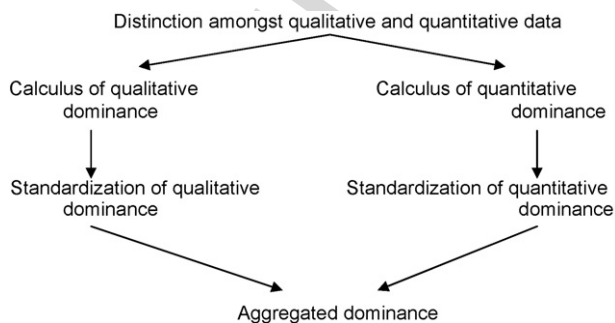 Distinction amongst qualitative and quantitative data
Calculus of qualitative
dominance
Calculus of quantitative
dominance
Standardization of qualitative
dominance
Standardization of quantitative
dominance
Aggregated dominance